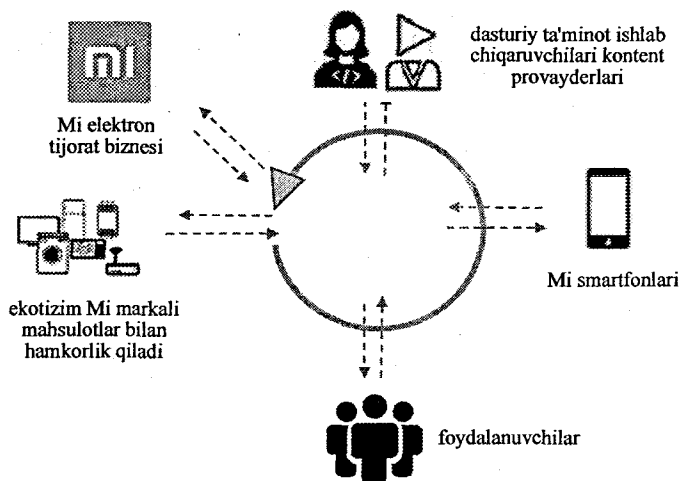 mi
Mi elektron
tijorat biznesi
dasturiy ta'minot ishlab
chiqaruvchilari kontent
provayderlari
</>
Mi smartfonlari
ekotizim Mi markali
mahsulotlar bilan
hamkorlik qiladi
foydalanuvchilar